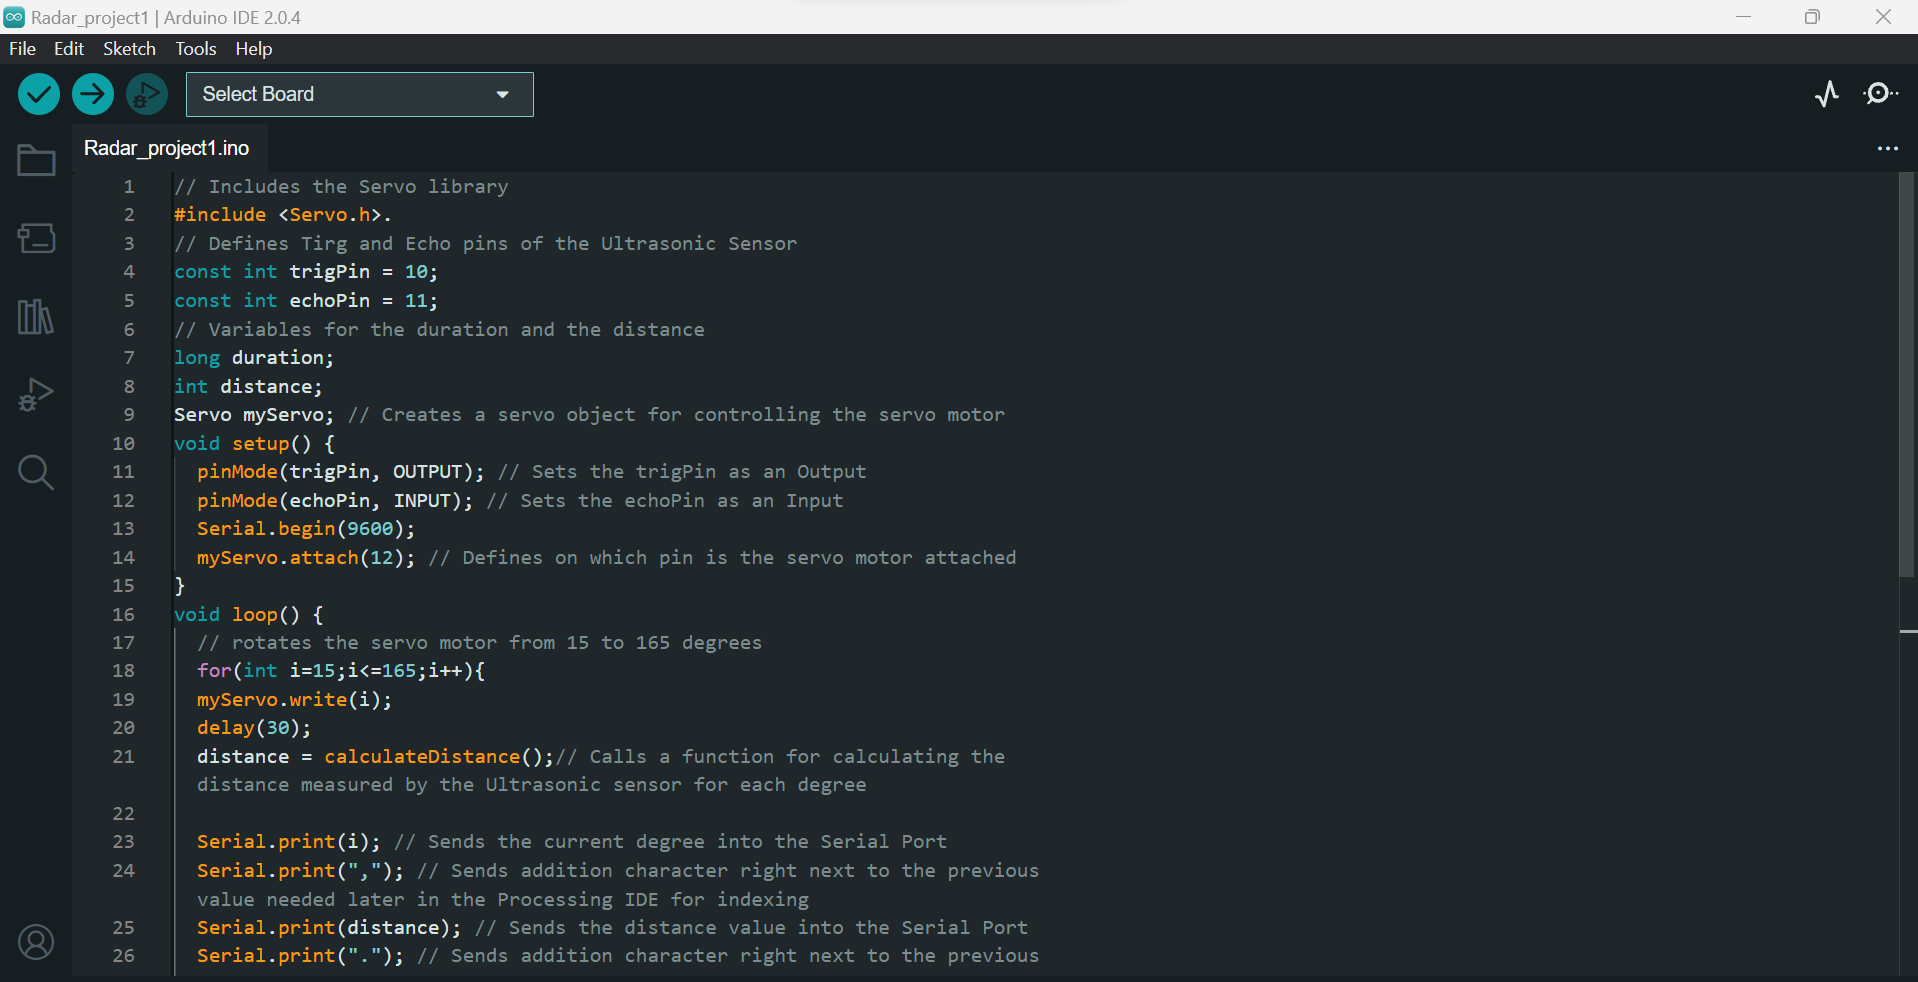 Radar_project1 | Arduino IDE 2.0.4
File Edit Sketch Tools Help
Select Board
Radar_project1.ino
1 // Includes the Servo library
2 #include <Servo.h>.
3 // Defines Tirg and Echo pins of the Ultrasonic Sensor
4 const int trigPin = 10;
5 const int echoPin = 11;
6 // Variables for the duration and the distance
7 long duration;
8 int distance;
9 Servo myServo; // Creates a servo object for controlling the servo motor
10 void setup() {
11 pinMode(trigPin, OUTPUT); // Sets the trigPin as an Output
12 pinMode(echoPin, INPUT); // Sets the echoPin as an Input
13 Serial.begin(9600);
14 myServo.attach(12); // Defines on which pin is the servo motor attached
15 }
16 void loop() {
17 // rotates the servo motor from 15 to 165 degrees
18 for(int i=15;i<=165;i++){
19 myServo.write(i);
20 delay(30);
21 distance = calculateDistance();// Calls a function for calculating the
distance measured by the Ultrasonic sensor for each degree
22
23 Serial.print(i); // Sends the current degree into the Serial Port
24 Serial.print(","); // Sends addition character right next to the previous
value needed later in the Processing IDE for indexing
25 Serial.print(distance); // Sends the distance value into the Serial Port
26 Serial.print("."); // Sends addition character right next to the previous